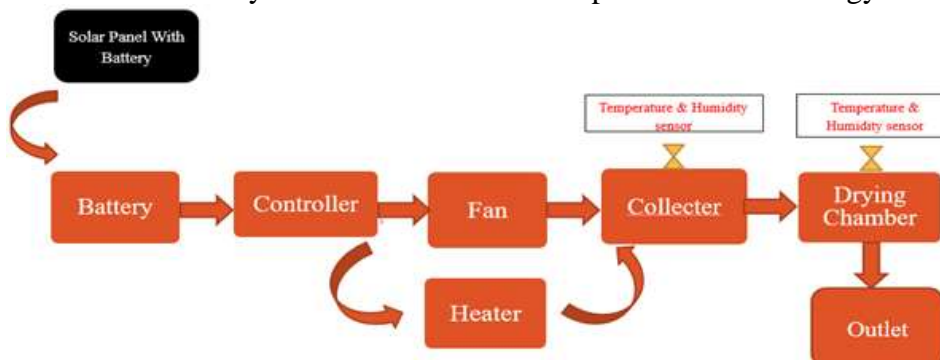 Solar Panel With
Battery
Temperature & Humidity
sensor
Temperature &
Humidity sensor
Battery
Controller
Fan
Collecter
Drying
Chamber
Heater
Outlet